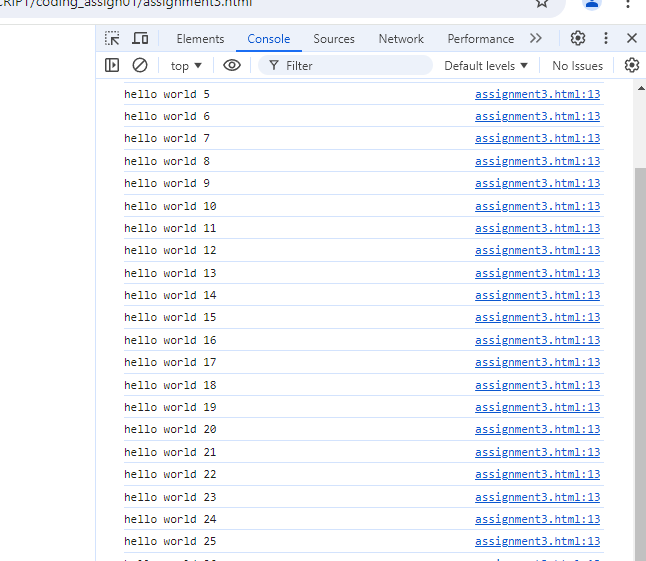 CRIPT/coding_assign01/assignment3.html
Elements Console Sources Network Performance
top Filter Default levels No Issues
hello world 5 assignment3.html:13
hello world 6 assignment3.html:13
hello world 7 assignment3.html:13
hello world 8 assignment3.html:13
hello world 9 assignment3.html:13
hello world 10 assignment3.html:13
hello world 11 assignment3.html:13
hello world 12 assignment3.html:13
hello world 13 assignment3.html:13
hello world 14 assignment3.html:13
hello world 15 assignment3.html:13
hello world 16 assignment3.html:13
hello world 17 assignment3.html:13
hello world 18 assignment3.html:13
hello world 19 assignment3.html:13
hello world 20 assignment3.html:13
hello world 21 assignment3.html:13
hello world 22 assignment3.html:13
hello world 23 assignment3.html:13
hello world 24 assignment3.html:13
hello world 25 assignment3.html:13